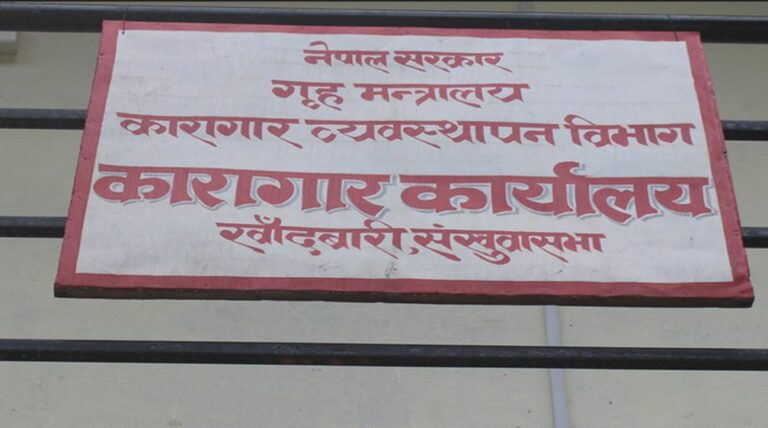 नेपाल सरकार
गृह मन्त्रालय
कारागार व्यवस्थापन विभाग
कारागार कार्यालय
खाँदबारी, संखुवासभा